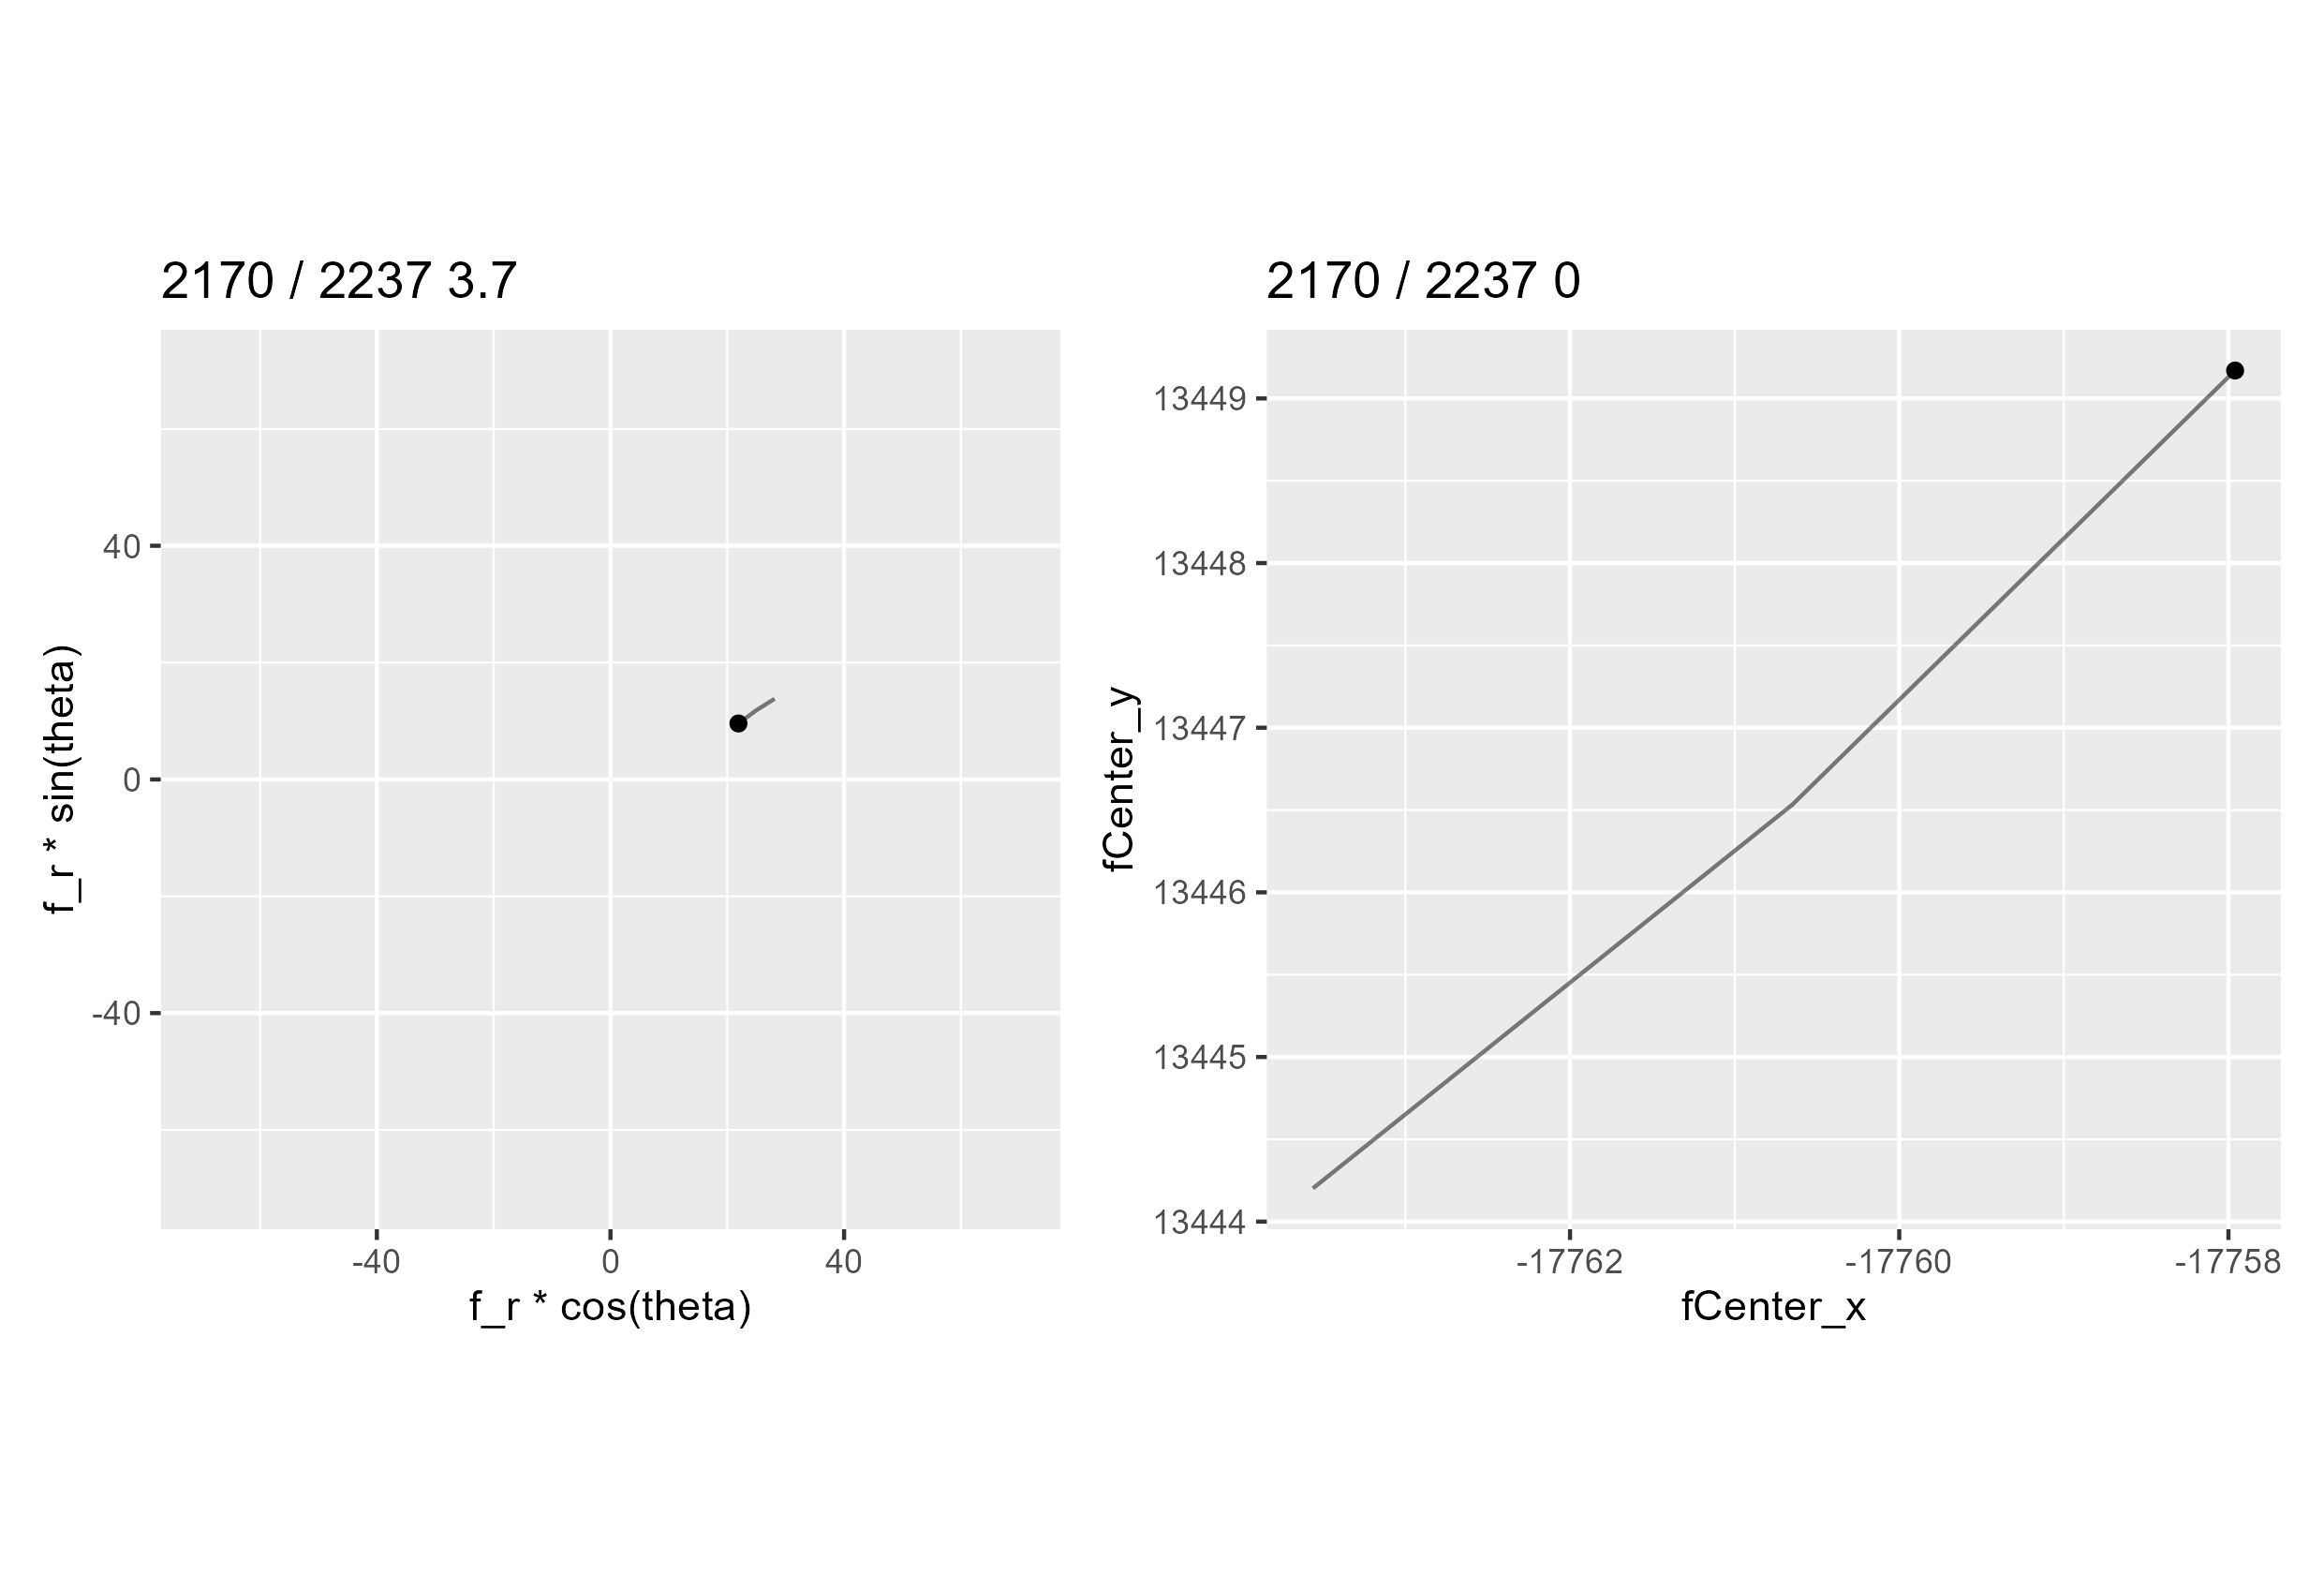 2170 / 2237 3.7
f_r * sin(theta)
40
0
-40
-40
0
40
f_r * cos(theta)
2170 / 2237 0
fCenter_y
13449
13448
13447
13446
13445
13444
-17762
-17760
-17758
fCenter_x